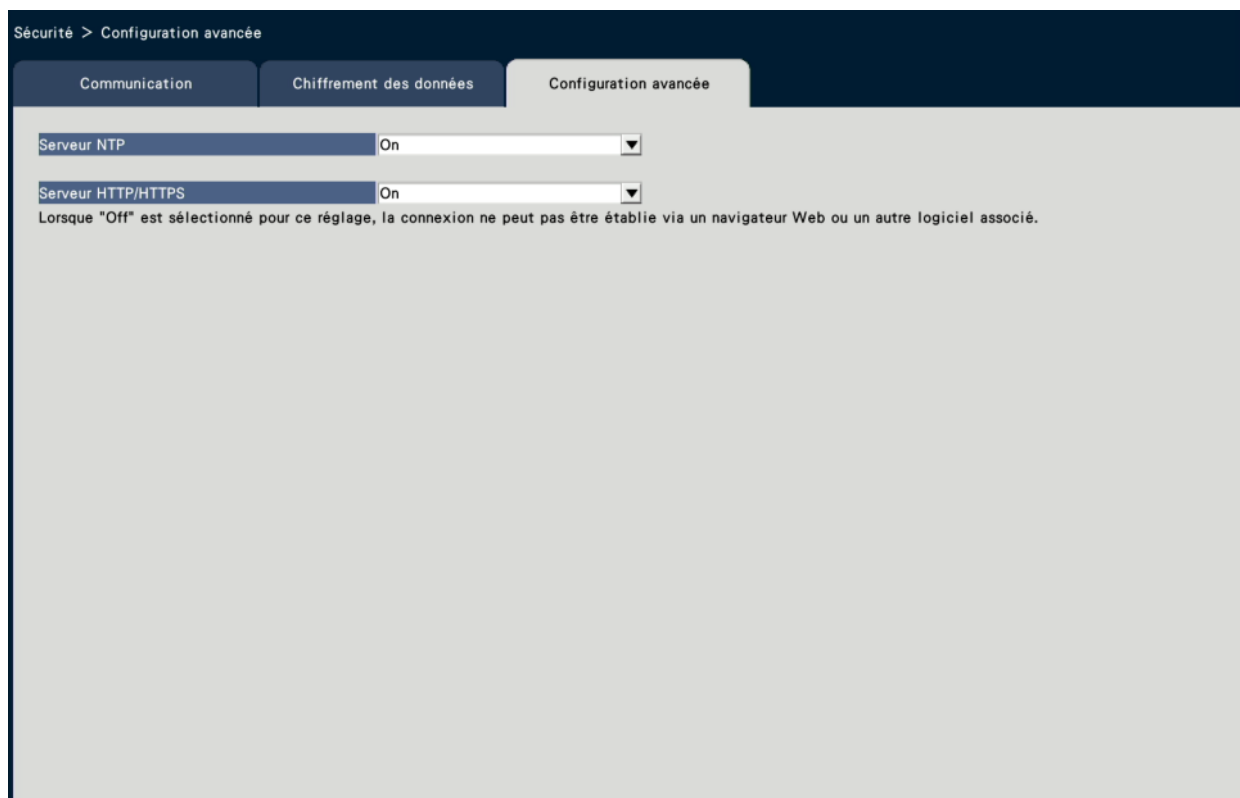 Sécurité > Configuration avancée
Communication Chiffrement des données Configuration avancée
Serveur NTP On
Serveur HTTP/HTTPS On
Lorsque "Off" est sélectionné pour ce réglage, la connexion ne peut pas être établie via un navigateur Web ou un autre logiciel associé.